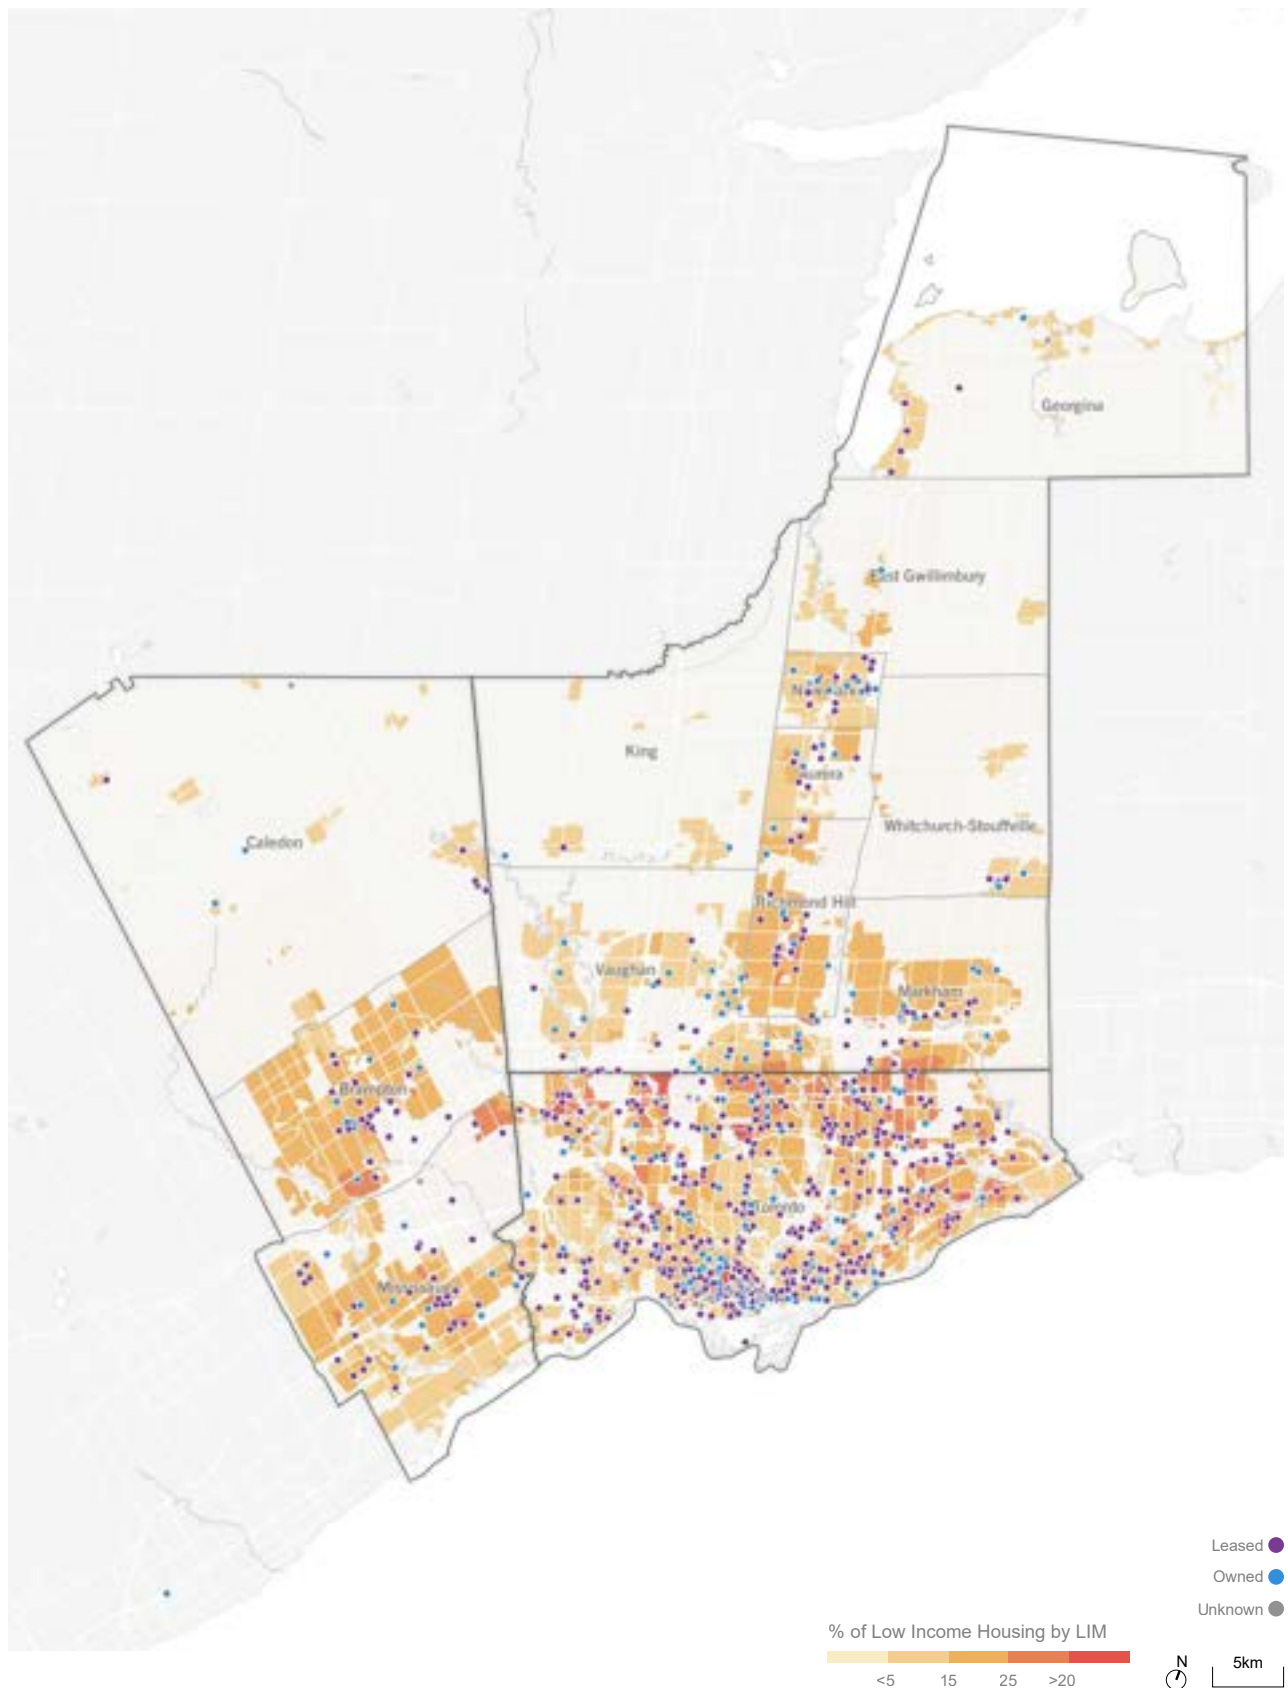 Georgina
East Gwillimbury
Newmarket
King
Aurora
Whitchurch-Stouffville
Caledon
Richmond Hill
Vaughan
Markham
Brampton
Toronto
Mississauga
Leased
Owned
Unknown
% of Low Income Housing by LIM
<5 15 25 >20
N
5km